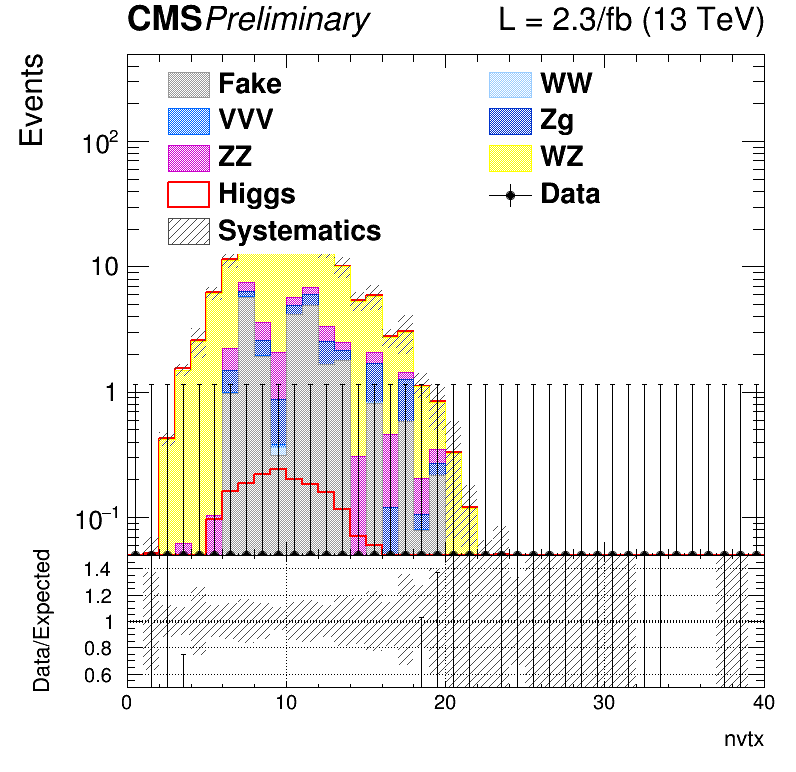 CMS Preliminary L = 2.3/fb (13 TeV)
Events
Fake WW
VVV Zg
ZZ WZ
Higgs Data
Systematics
10²
10
1
10⁻¹
Data/Expected
1.4
1.2
1
0.8
0.6
0 10 20 30 40
nvtx